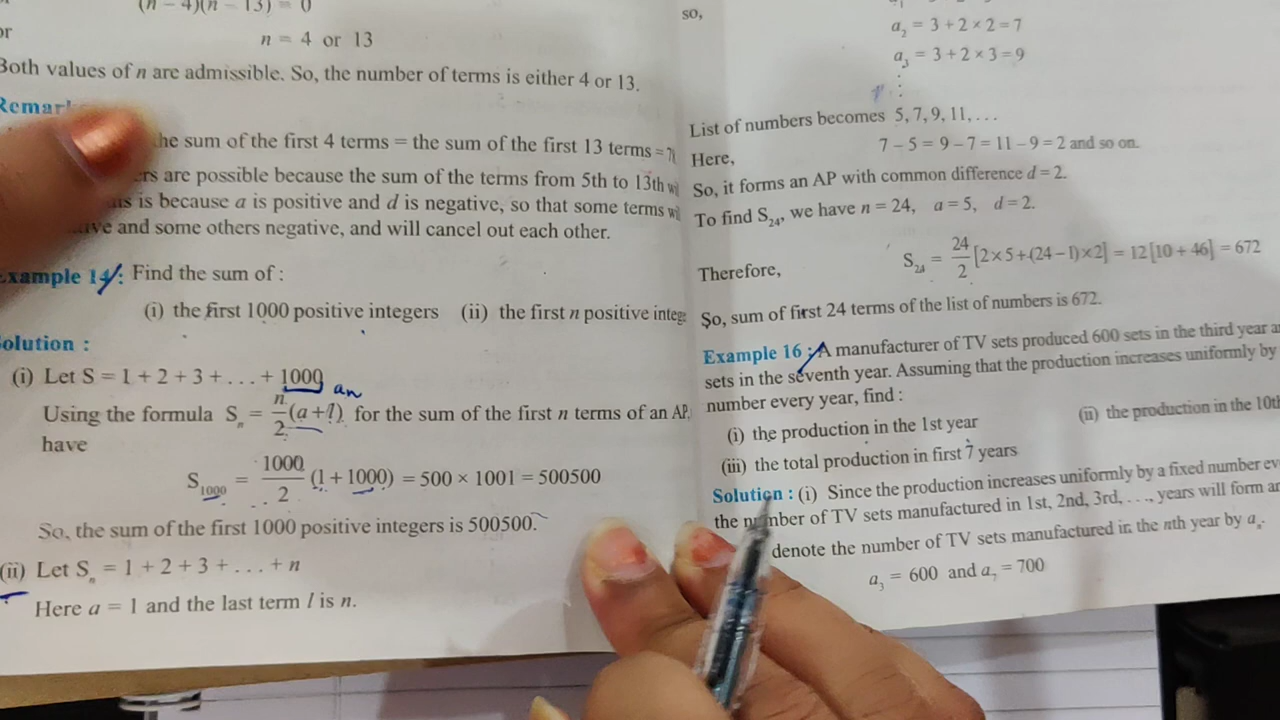 (n – 4)(n – 13) = 0
or
n = 4 or 13
Both values of n are admissible. So, the number of terms is either 4 or 13.
Remark
the sum of the first 4 terms = the sum of the first 13 terms =
are possible because the sum of the terms from 5th to 13th
is because a is positive and d is negative, so that some terms
and some others negative, and will cancel out each other.
Example 14 : Find the sum of :
(i) the first 1000 positive integers (ii) the first n positive
Solution :
(i) Let S = 1 + 2 + 3 + . . . + 1000
an
Using the formula Sₙ = n/2 (a + l) for the sum of the first n terms of an AP,
have
S₁₀₀₀ = 1000/2 (1 + 1000) = 500 × 1001 = 500500
So, the sum of the first 1000 positive integers is 500500.
(ii) Let Sₙ = 1 + 2 + 3 + . . . + n
Here a = 1 and the last term l is n.
so,
a₂ = 3 + 2 × 2 = 7
a₃ = 3 + 2 × 3 = 9
⋮
List of numbers becomes 5, 7, 9, 11, . . .
Here,
7 – 5 = 9 – 7 = 11 – 9 = 2 and so on.
So, it forms an AP with common difference d = 2.
To find S₂₄, we have n = 24, a = 5, d = 2.
Therefore,
S₂₄ = 24/2 [2 × 5 + (24 – 1) × 2] = 12 [10 + 46] = 672
So, sum of first 24 terms of the list of numbers is 672.
Example 16 : A manufacturer of TV sets produced 600 sets in the third year
sets in the seventh year. Assuming that the production increases uniformly by
number every year, find :
(i) the production in the 1st year (ii) the production in the 10th
(iii) the total production in first 7 years
Solution : (i) Since the production increases uniformly by a fixed number
the number of TV sets manufactured in 1st, 2nd, 3rd, . . ., years will form
denote the number of TV sets manufactured in the nth year by aₙ.
a₃ = 600 and a₇ = 700